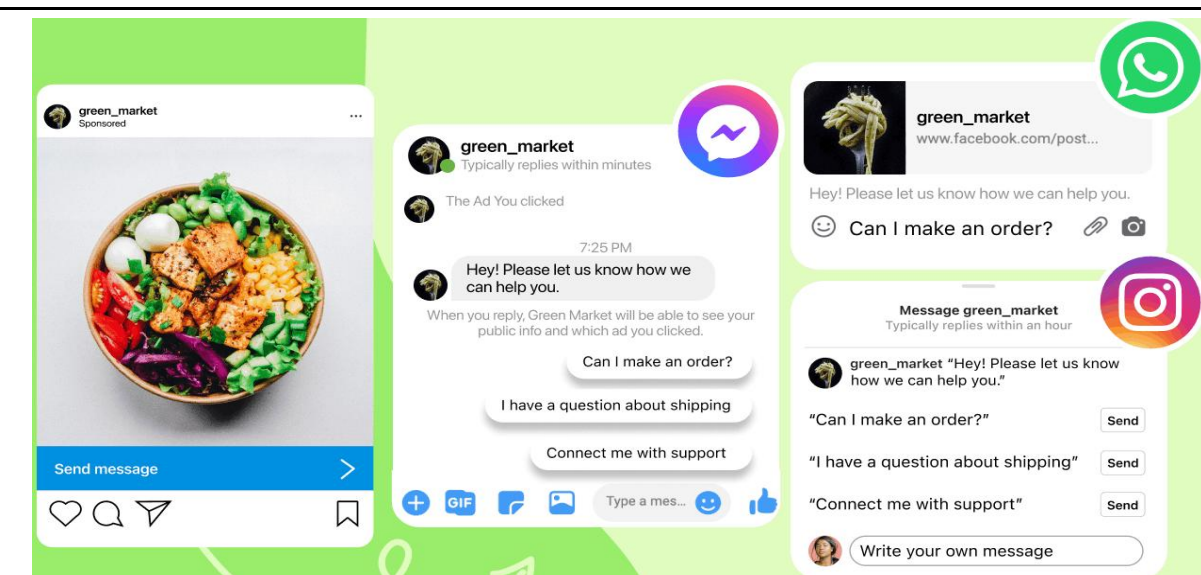 green_market
Sponsored
Send message
green_market
Typically replies within minutes
The Ad You clicked
7:25 PM
Hey! Please let us know how we
can help you.
When you reply, Green Market will be able to see your
public info and which ad you clicked.
Can I make an order?
I have a question about shipping
Connect me with support
GIF
Type a mes...
green_market
www.facebook.com/post...
Hey! Please let us know how we can help you.
Can I make an order?
Message green_market
Typically replies within an hour
green_market “Hey! Please let us know
how we can help you.”
“Can I make an order?” Send
“I have a question about shipping” Send
“Connect me with support” Send
Write your own message